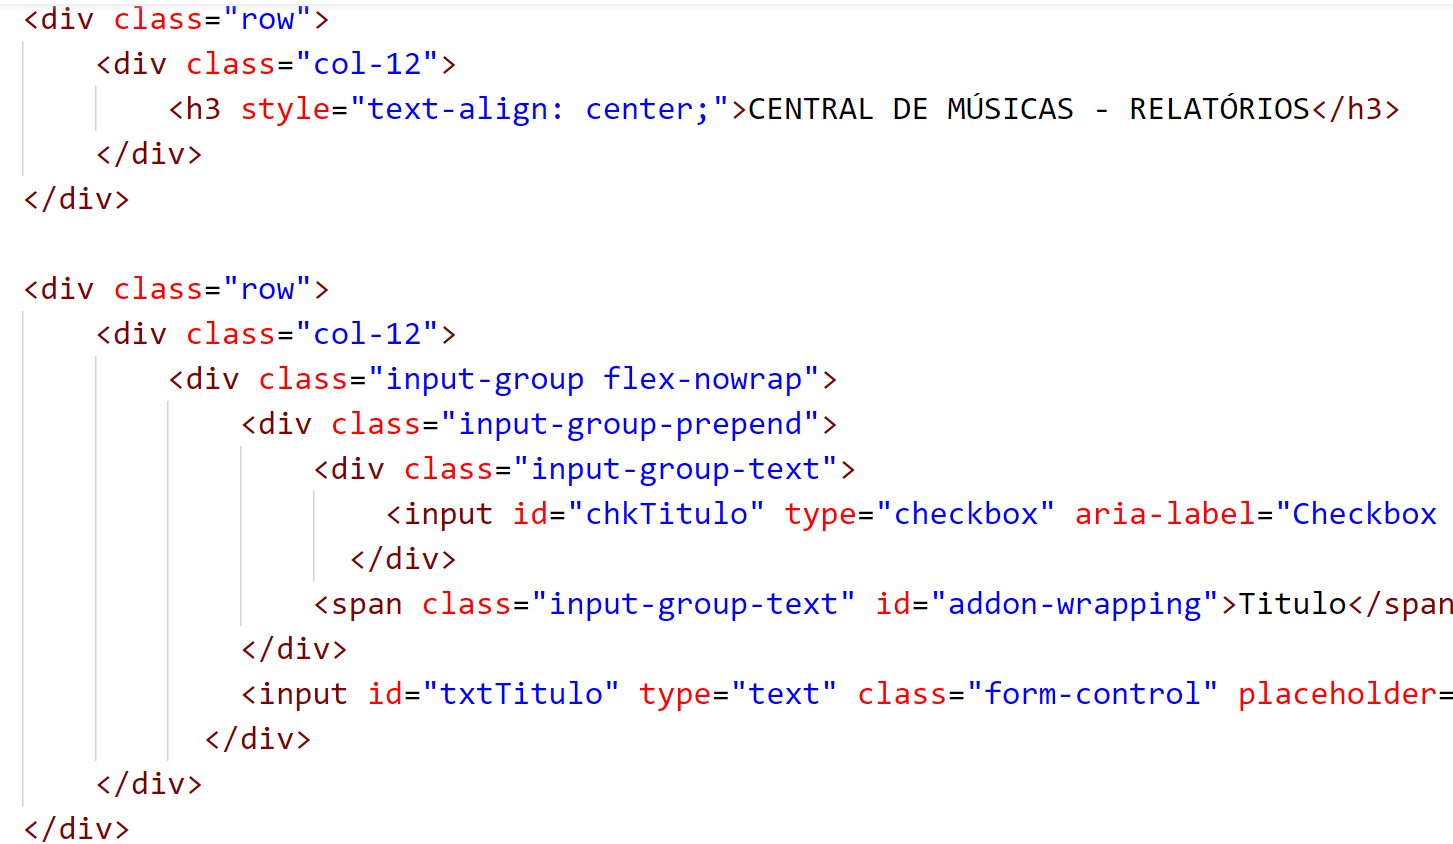 <div class="row">
<div class="col-12">
<h3 style="text-align: center;">CENTRAL DE MÚSICAS - RELATÓRIOS</h3>
</div>
</div>
<div class="row">
<div class="col-12">
<div class="input-group flex-nowrap">
<div class="input-group-prepend">
<div class="input-group-text">
<input id="chkTitulo" type="checkbox" aria-label="Checkbox
</div>
<span class="input-group-text" id="addon-wrapping">Titulo</span
</div>
<input id="txtTitulo" type="text" class="form-control" placeholder=
</div>
</div>
</div>